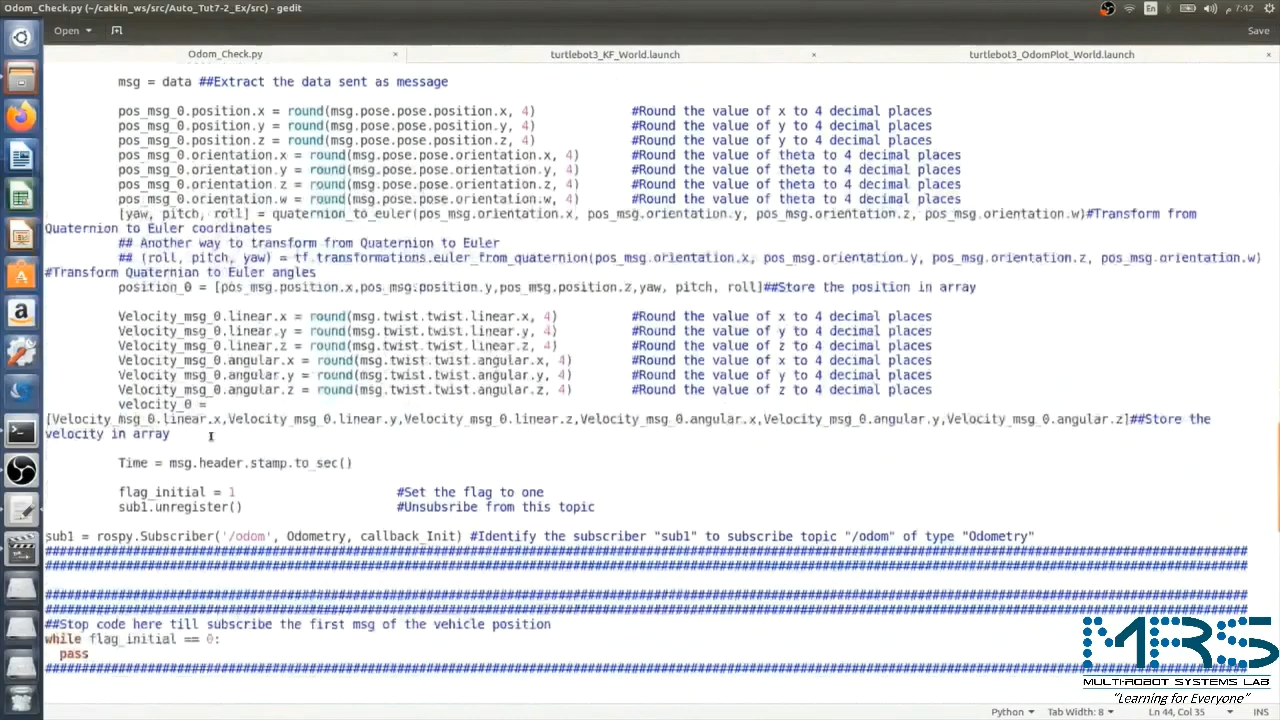 Odom_Check.py (~/catkin_ws/src/Auto_Tut7-2_Ex/src) - gedit
En
7:42
Open
Save
Odom_Check.py × turtlebot3_KF_World.launch × turtlebot3_OdomPlot_World.launch ×
msg = data ##Extract the data sent as message
pos_msg_0.position.x = round(msg.pose.pose.position.x, 4) #Round the value of x to 4 decimal places
pos_msg_0.position.y = round(msg.pose.pose.position.y, 4) #Round the value of y to 4 decimal places
pos_msg_0.position.z = round(msg.pose.pose.position.z, 4) #Round the value of y to 4 decimal places
pos_msg_0.orientation.x = round(msg.pose.pose.orientation.x, 4) #Round the value of theta to 4 decimal places
pos_msg_0.orientation.y = round(msg.pose.pose.orientation.y, 4) #Round the value of theta to 4 decimal places
pos_msg_0.orientation.z = round(msg.pose.pose.orientation.z, 4) #Round the value of theta to 4 decimal places
pos_msg_0.orientation.w = round(msg.pose.pose.orientation.w, 4) #Round the value of theta to 4 decimal places
[yaw, pitch, roll] = quaternion_to_euler(pos_msg.orientation.x, pos_msg.orientation.y, pos_msg.orientation.z, pos_msg.orientation.w)#Transform from
Quaternion to Euler coordinates
## Another way to transform from Quaternion to Euler
## (roll, pitch, yaw) = tf.transformations.euler_from_quaternion(pos_msg.orientation.x, pos_msg.orientation.y, pos_msg.orientation.z, pos_msg.orientation.w)
#Transform Quaternian to Euler angles
position_0 = [pos_msg.position.x,pos_msg.position.y,pos_msg.position.z,yaw, pitch, roll]##Store the position in array
Velocity_msg_0.linear.x = round(msg.twist.twist.linear.x, 4) #Round the value of x to 4 decimal places
Velocity_msg_0.linear.y = round(msg.twist.twist.linear.y, 4) #Round the value of y to 4 decimal places
Velocity_msg_0.linear.z = round(msg.twist.twist.linear.z, 4) #Round the value of z to 4 decimal places
Velocity_msg_0.angular.x = round(msg.twist.twist.angular.x, 4) #Round the value of x to 4 decimal places
Velocity_msg_0.angular.y = round(msg.twist.twist.angular.y, 4) #Round the value of y to 4 decimal places
Velocity_msg_0.angular.z = round(msg.twist.twist.angular.z, 4) #Round the value of z to 4 decimal places
velocity_0 =
[Velocity_msg_0.linear.x,Velocity_msg_0.linear.y,Velocity_msg_0.linear.z,Velocity_msg_0.angular.x,Velocity_msg_0.angular.y,Velocity_msg_0.angular.z]##Store the
velocity in array
Time = msg.header.stamp.to_sec()
flag_initial = 1 #Set the flag to one
sub1.unregister() #Unsubsribe from this topic
sub1 = rospy.Subscriber('/odom', Odometry, callback_Init) #Identify the subscriber "sub1" to subscribe topic "/odom" of type "Odometry"
##Stop code here till subscribe the first msg of the vehicle position
while flag_initial == 0:
pass
MRS
MULTI-ROBOT SYSTEMS LAB
"Learning for Everyone"
Python Tab Width: 8 Ln 44, Col 35 INS